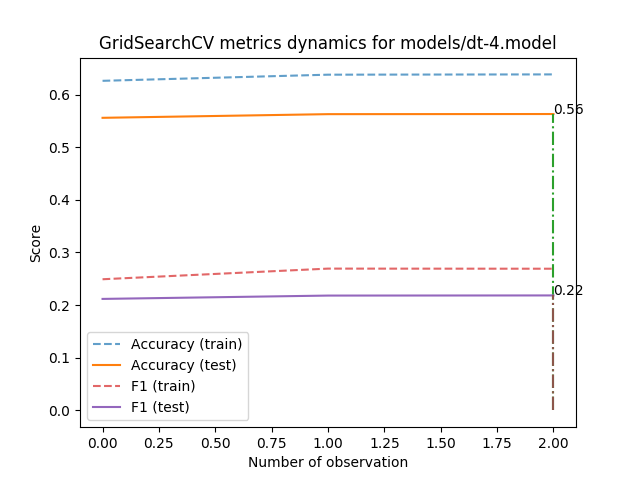 GridSearchCV metrics dynamics for models/dt-4.model
Score
0.6
0.5
0.4
0.3
0.2
0.1
0.0
0.56
0.22
Accuracy (train)
Accuracy (test)
F1 (train)
F1 (test)
0.00 0.25 0.50 0.75 1.00 1.25 1.50 1.75 2.00
Number of observation